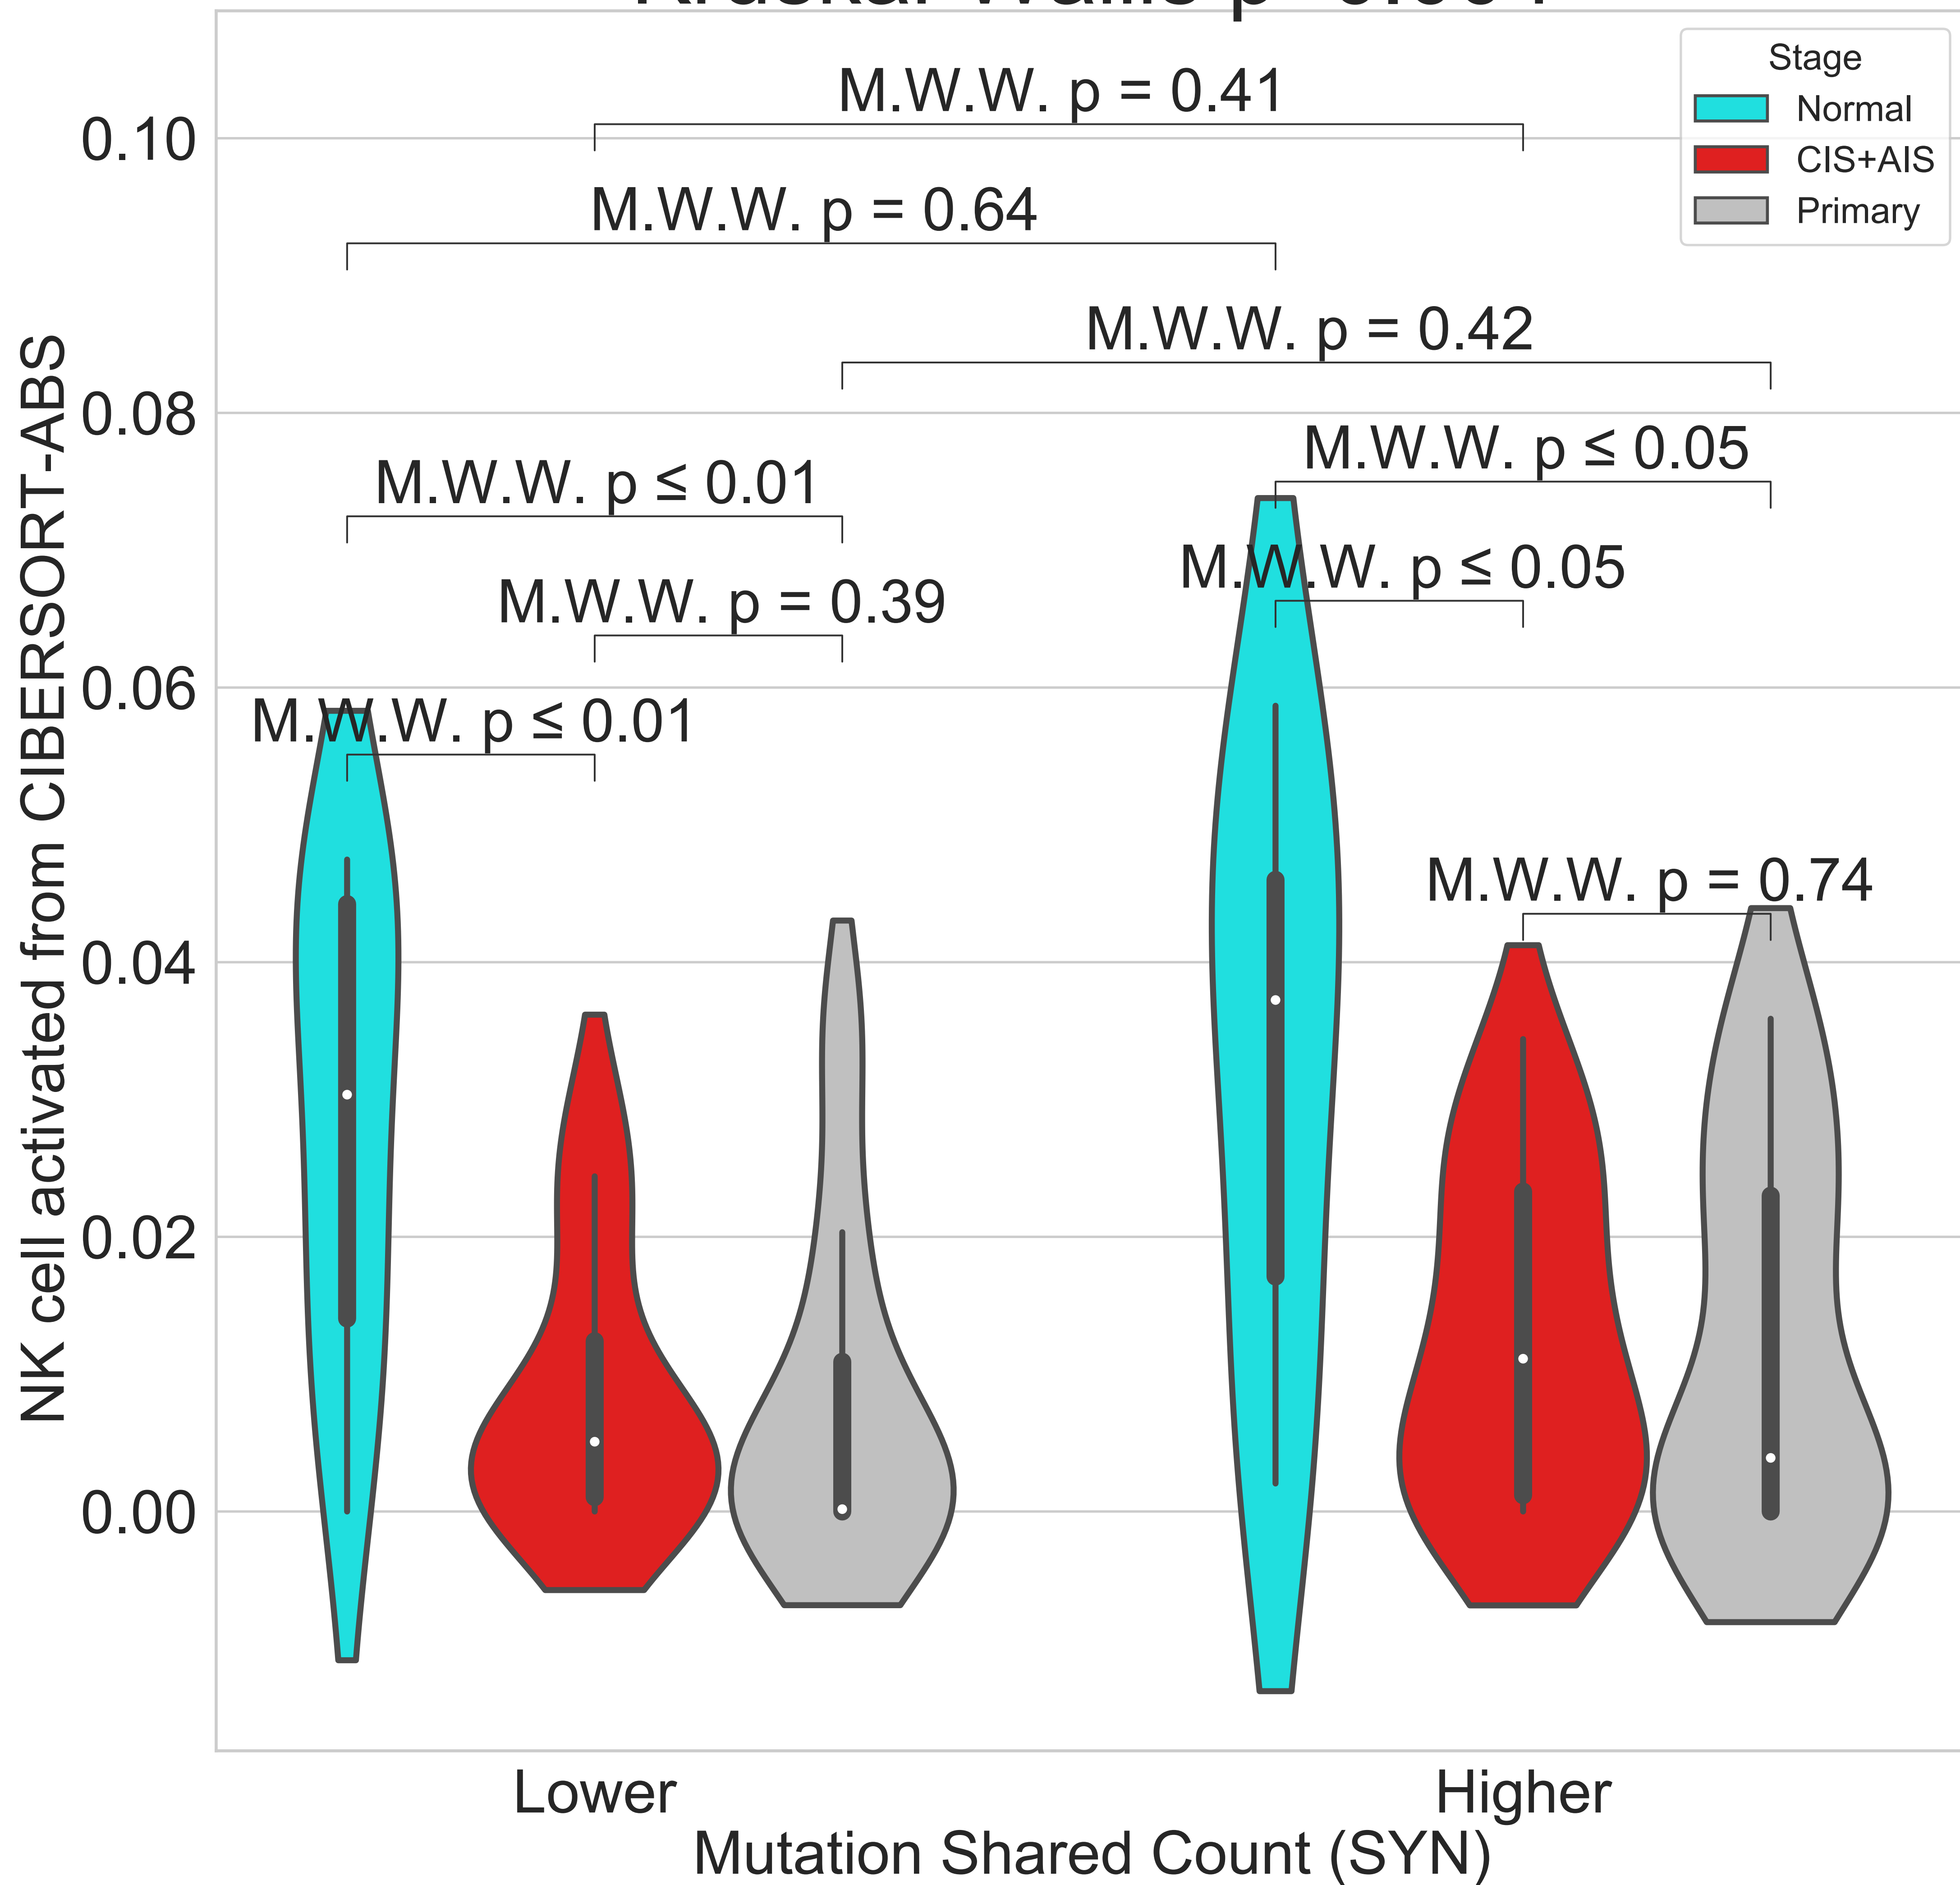 Stage
Normal
CIS+AIS
Primary
M.W.W. p = 0.41
M.W.W. p = 0.64
M.W.W. p = 0.42
M.W.W. p ≤ 0.05
M.W.W. p ≤ 0.01
M.W.W. p ≤ 0.05
M.W.W. p = 0.39
M.W.W. p ≤ 0.01
M.W.W. p = 0.74
0.10
0.08
0.06
0.04
0.02
0.00
NK cell activated from CIBERSORT-ABS
Lower
Higher
Mutation Shared Count (SYN)